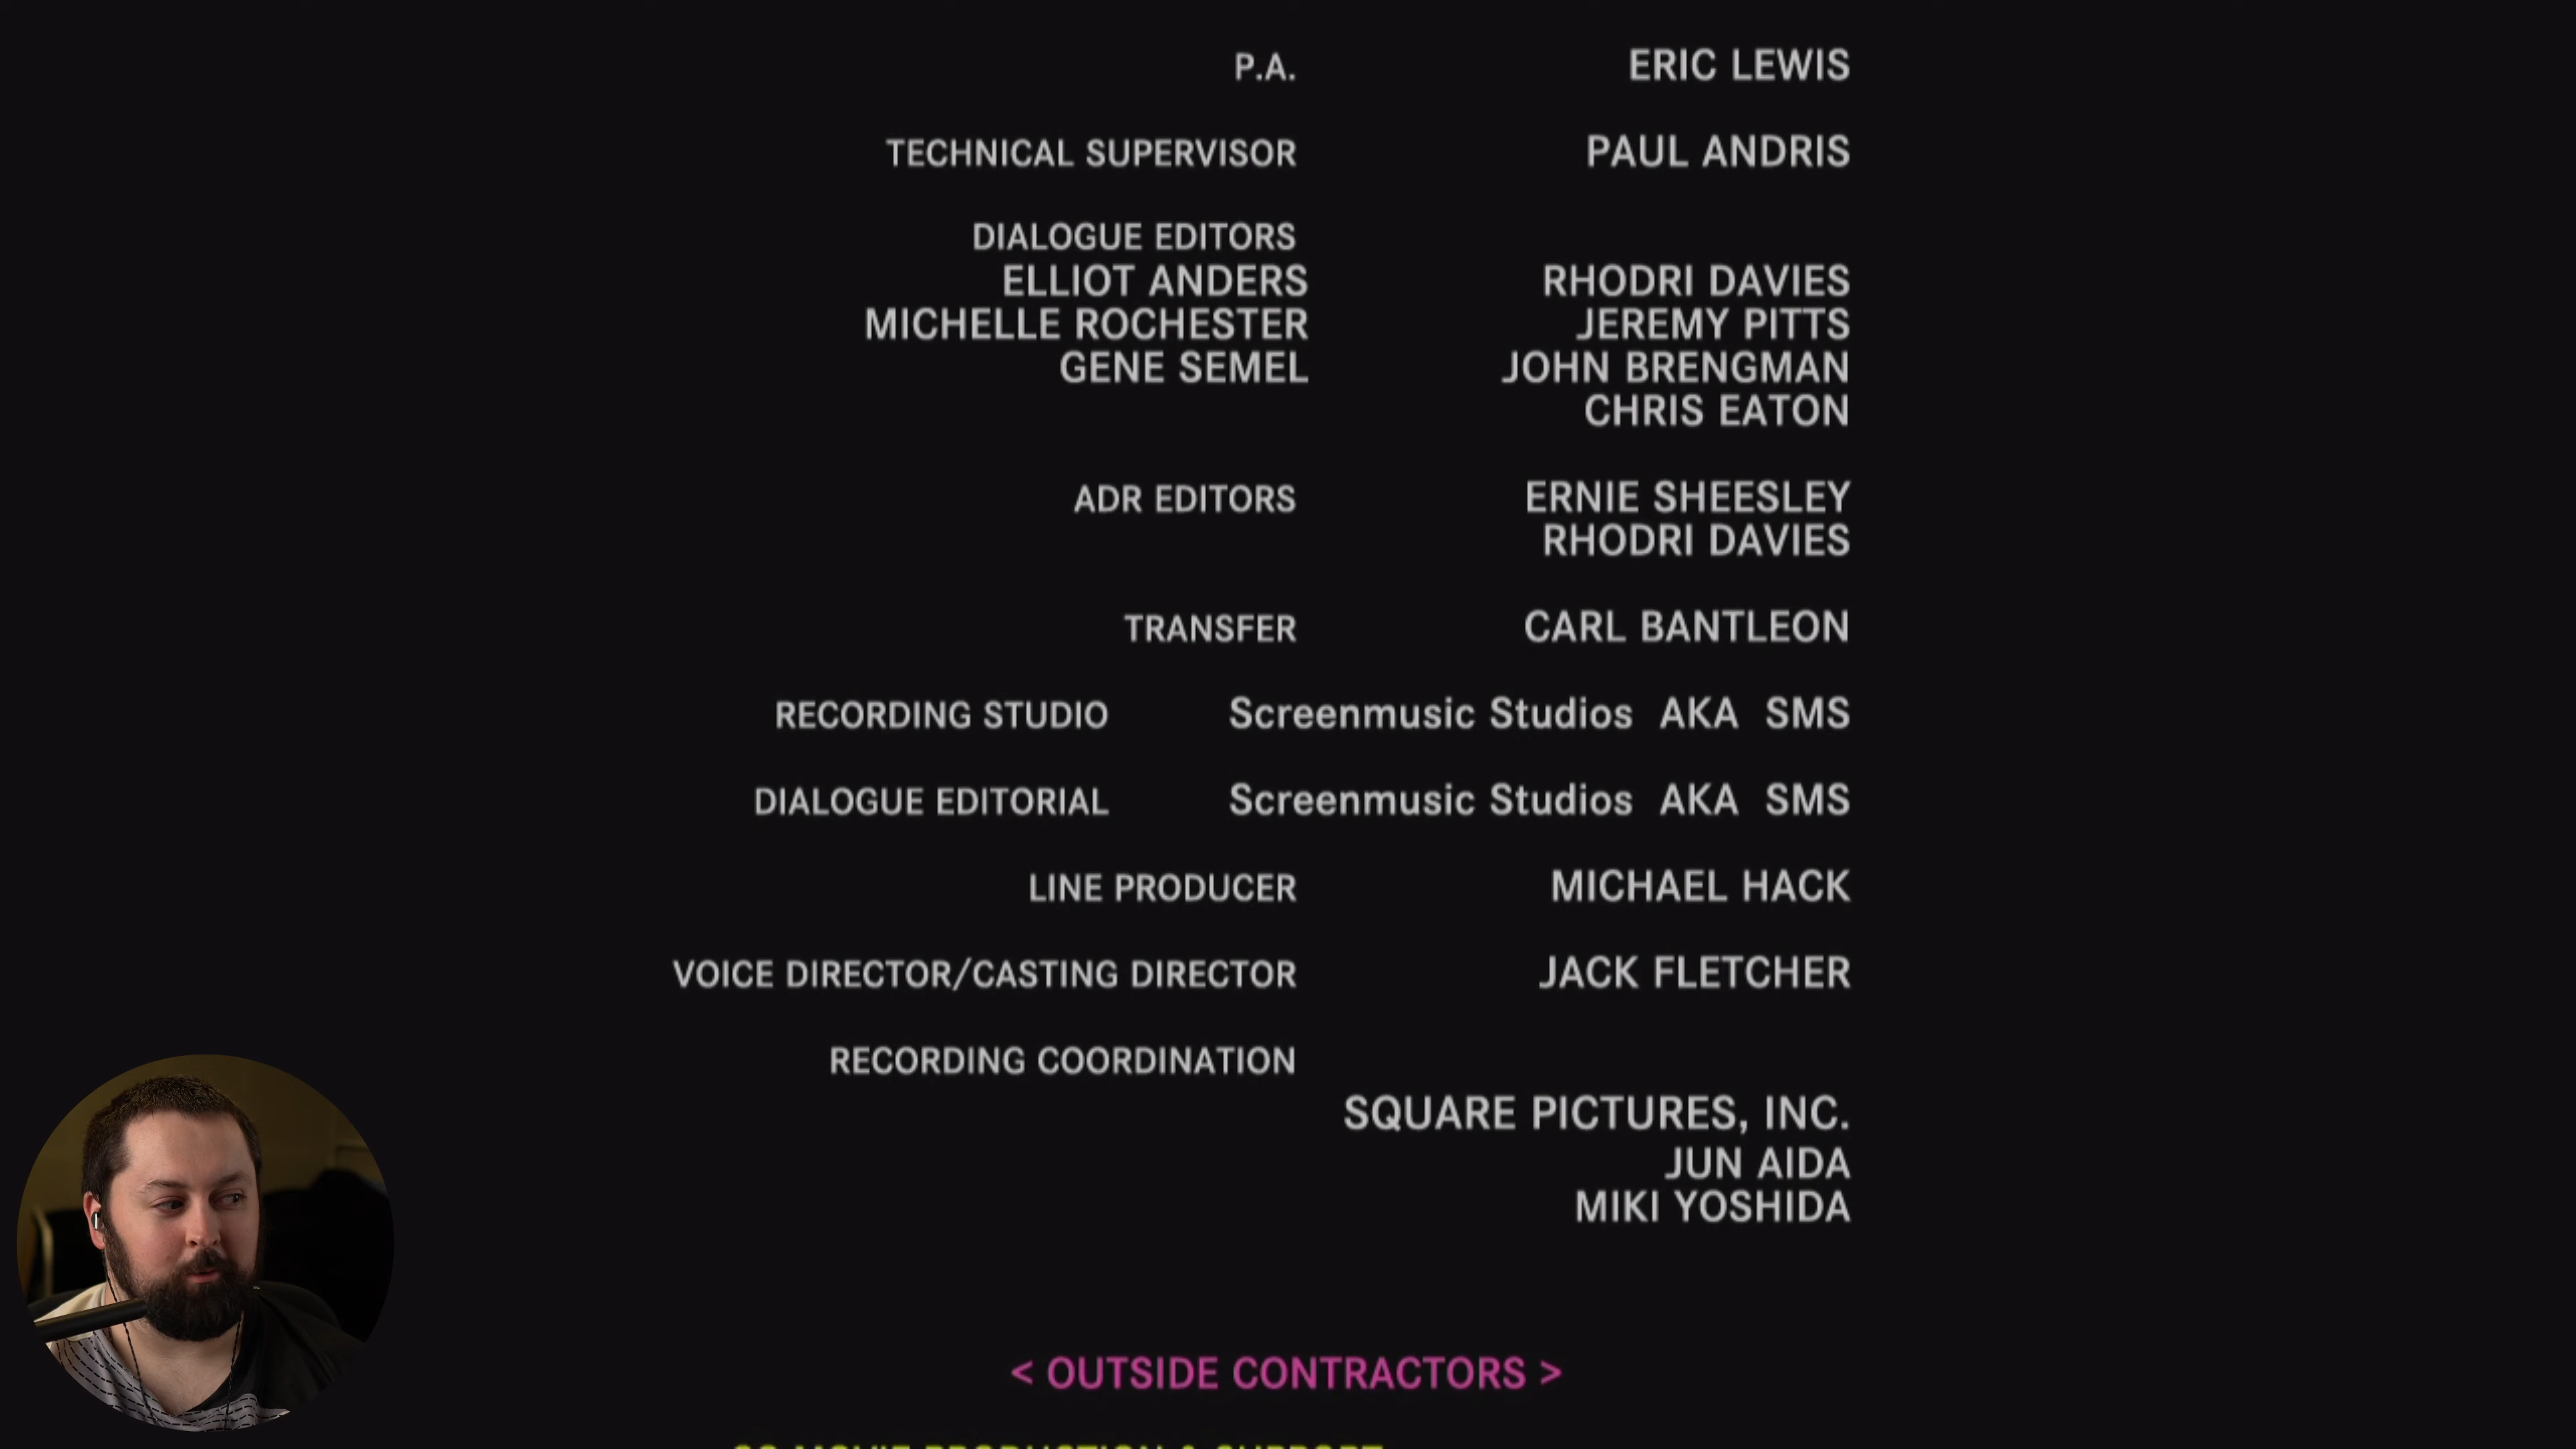 P.A. ERIC LEWIS
TECHNICAL SUPERVISOR PAUL ANDRIS
DIALOGUE EDITORS
ELLIOT ANDERS RHODRI DAVIES
MICHELLE ROCHESTER JEREMY PITTS
GENE SEMEL JOHN BRENGMAN
CHRIS EATON
ADR EDITORS ERNIE SHEESLEY
RHODRI DAVIES
TRANSFER CARL BANTLEON
RECORDING STUDIO Screenmusic Studios AKA SMS
DIALOGUE EDITORIAL Screenmusic Studios AKA SMS
LINE PRODUCER MICHAEL HACK
VOICE DIRECTOR/CASTING DIRECTOR JACK FLETCHER
RECORDING COORDINATION
SQUARE PICTURES, INC.
JUN AIDA
MIKI YOSHIDA
< OUTSIDE CONTRACTORS >
MOVIE PRODUCTION & SUPPORT